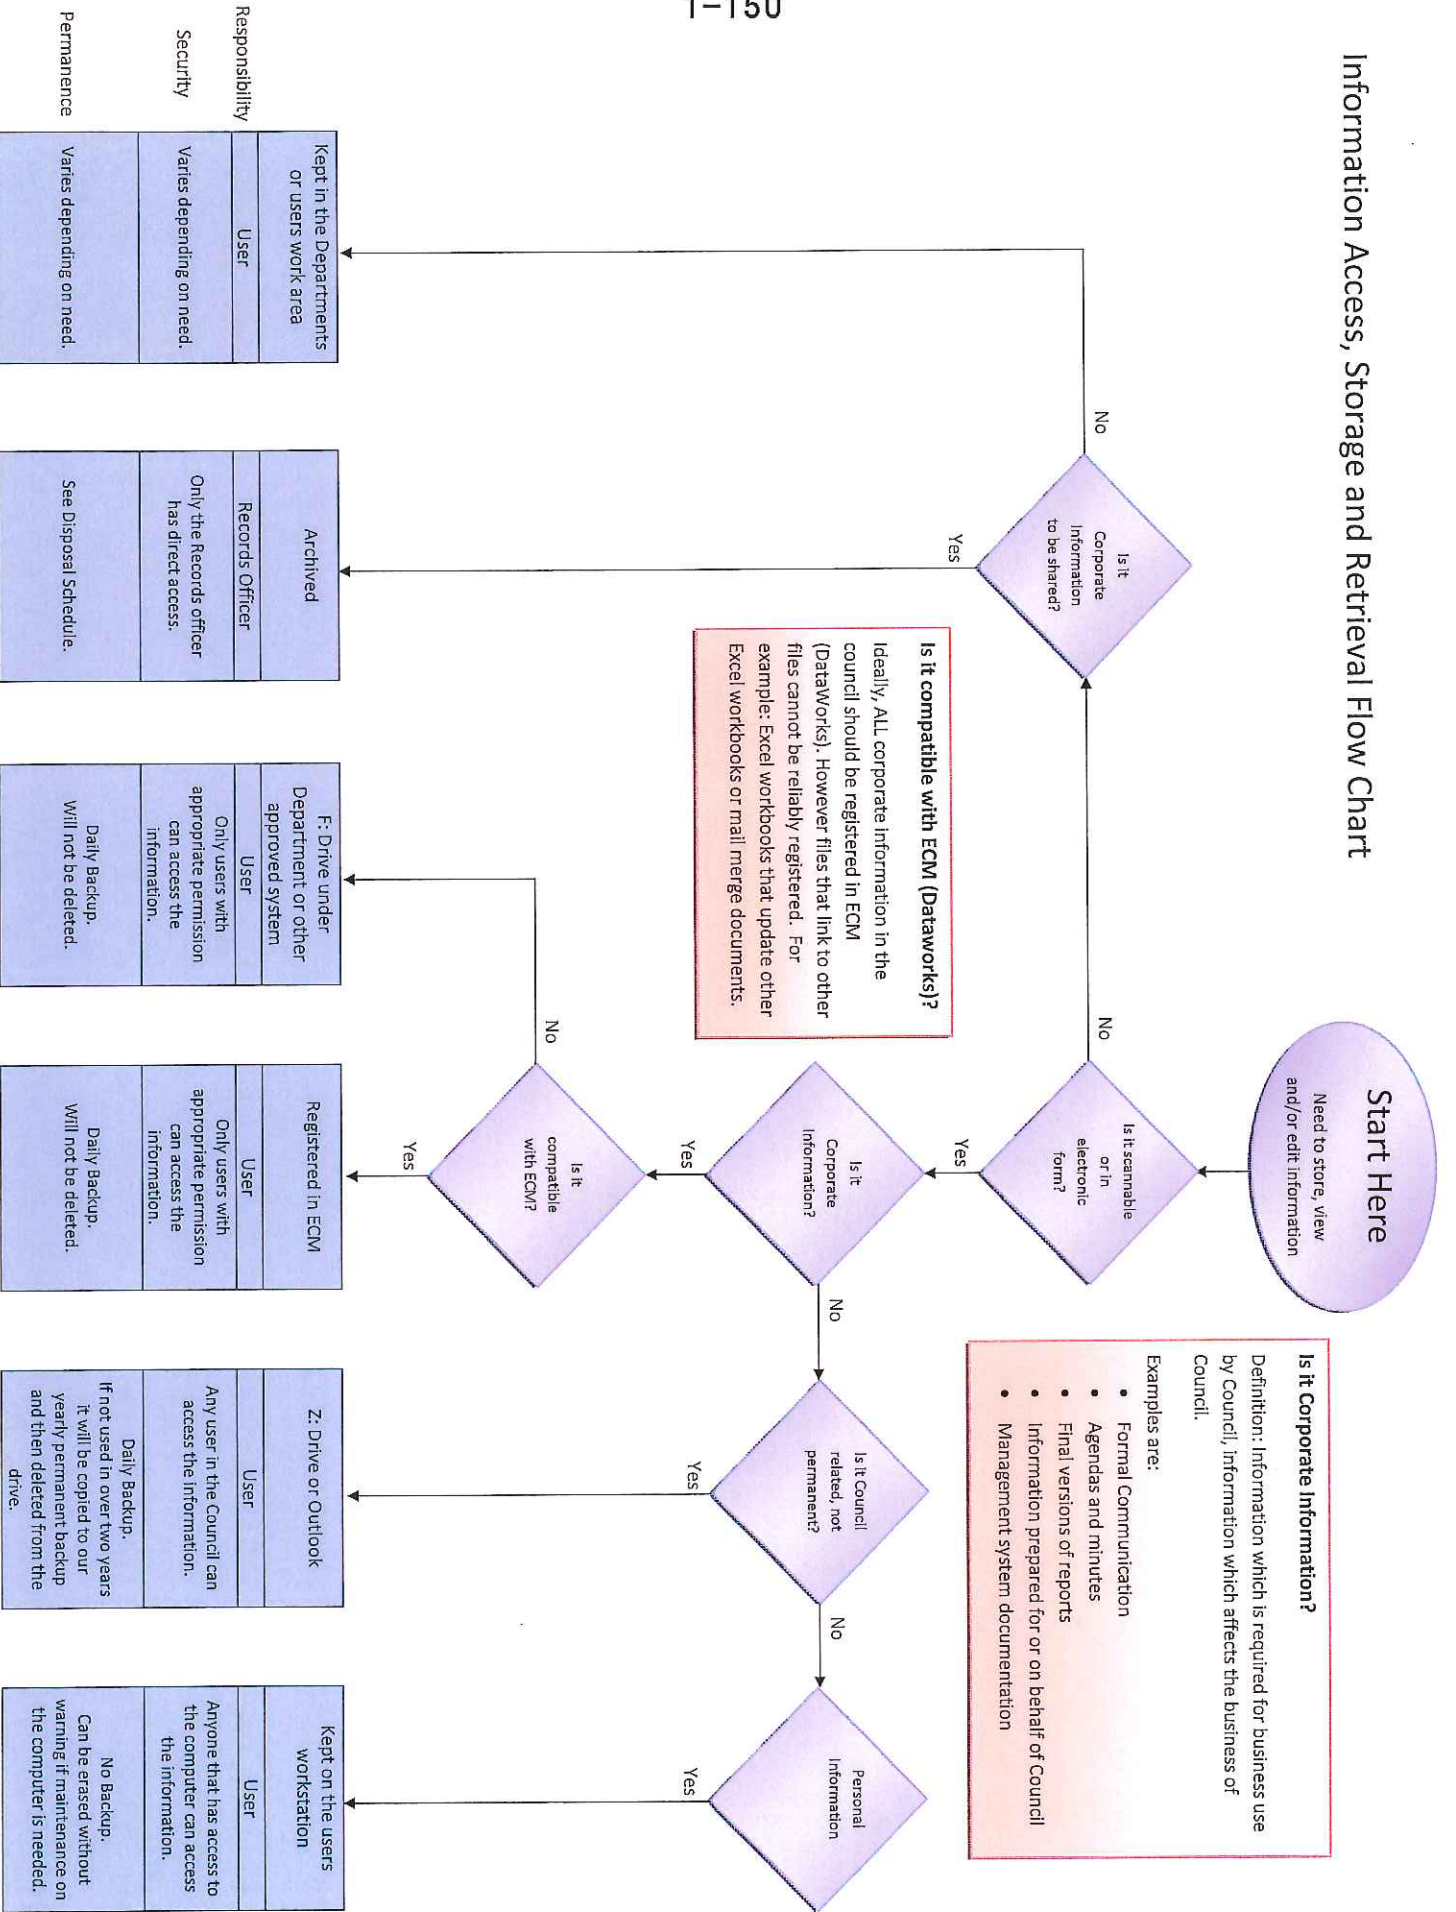 1-150
Information Access, Storage and Retrieval Flow Chart
Start Here
Need to store, view
and/or edit information
Is it Corporate Information?
Definition: Information which is required for business use
by Council, information which affects the business of
Council.
Examples are:
• Formal Communication
• Agendas and minutes
• Final versions of reports
• Information prepared for or on behalf of Council
• Management system documentation
Is it
Corporate
Information
to be shared?
No
Yes
Is it scannable
or in
electronic
form?
No
Yes
Is it compatible with ECM (Dataworks)?
Ideally, ALL corporate information in the
council should be registered in ECM
(DataWorks). However files that link to other
files cannot be reliably registered. For
example: Excel workbooks that update other
Excel workbooks or mail merge documents.
Is it
Corporate
Information?
No
Yes
Is it Council
related, not
permanent?
No
Yes
Personal
Information
Yes
Is it
compatible
with ECM?
No
Yes
Kept in the Departments
or users work area
Archived
F: Drive under
Department or other
approved system
Registered in ECM
Z: Drive or Outlook
Kept on the users
workstation
Responsibility
User
Records Officer
User
User
User
User
Security
Varies depending on need.
Only the Records officer
has direct access.
Only users with
appropriate permission
can access the
information.
Only users with
appropriate permission
can access the
information.
Any user in the Council can
access the information.
Anyone that has access to
the computer can access
the information.
Permanence
Varies depending on need.
See Disposal Schedule.
Daily Backup.
Will not be deleted.
Daily Backup.
Will not be deleted.
Daily Backup.
If not used in over two years
it will be copied to our
yearly permanent backup
and then deleted from the
drive.
No Backup.
Can be erased without
warning if maintenance on
the computer is needed.